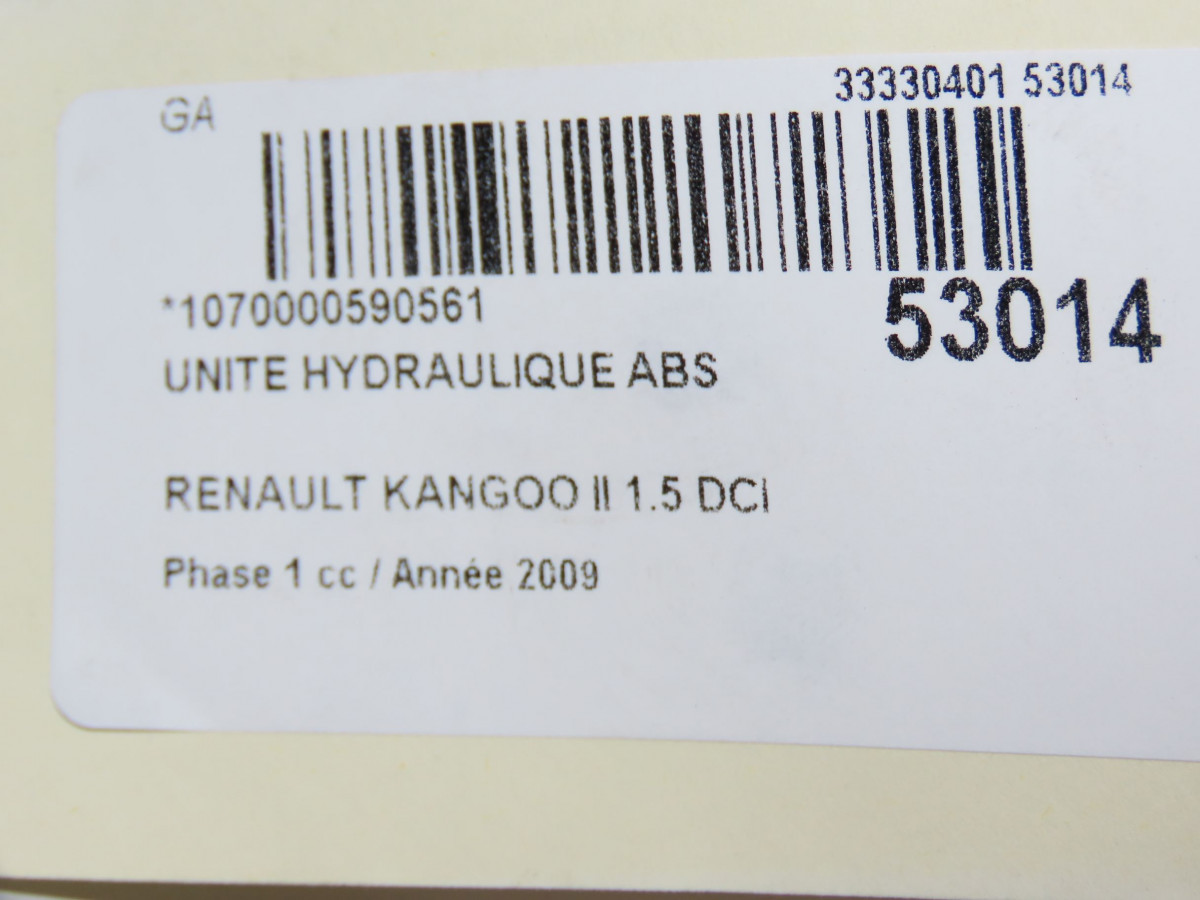 GA
33330401 53014
*1070000590561
53014
UNITE HYDRAULIQUE ABS
RENAULT KANGOO II 1.5 DCI
Phase 1 cc / Année 2009